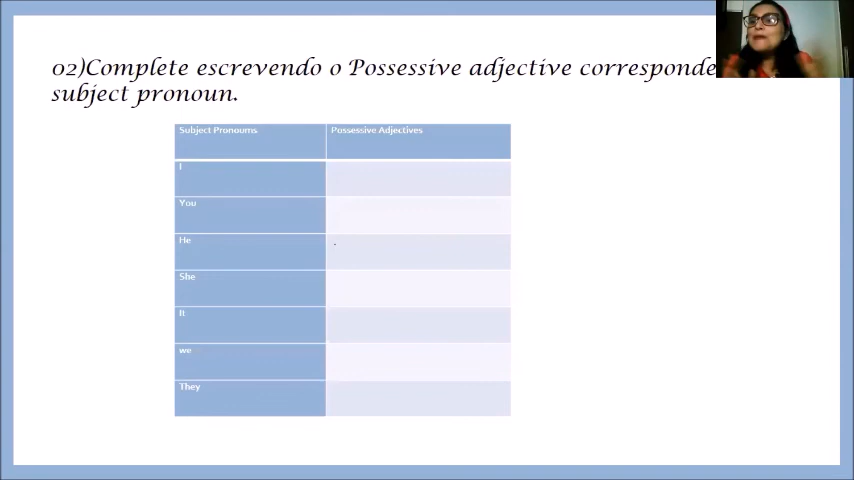 02)Complete escrevendo o Possessive adjective corresponde
subject pronoun.
Subject Pronouns Possessive Adjectives
I
You
He
She
It
we
They